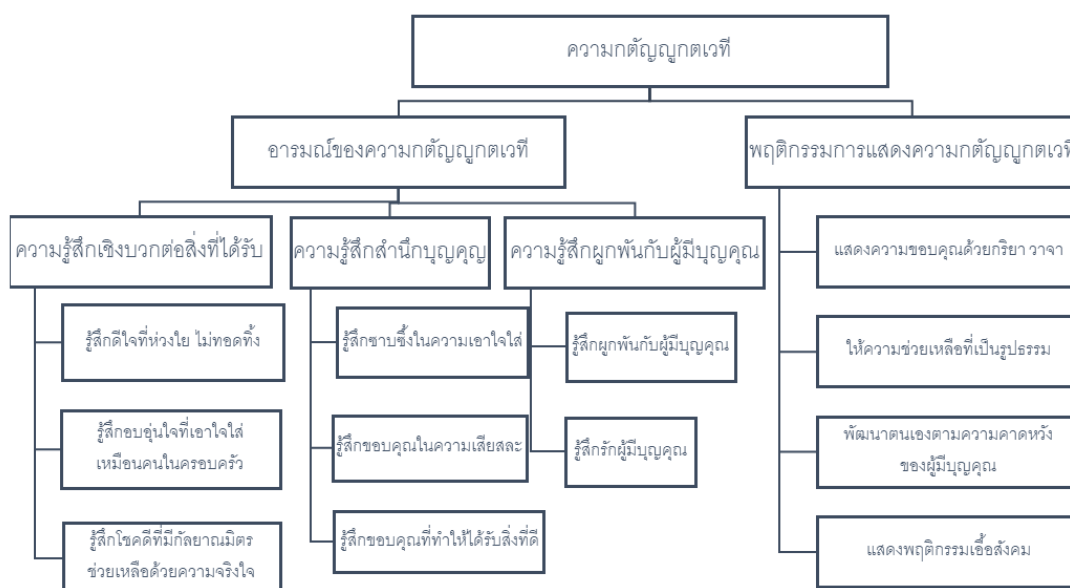 ความกตัญญูกตเวที
อารมณ์ของความกตัญญูกตเวที
พฤติกรรมการแสดงความกตัญญูกตเวที
ความรู้สึกเชิงบวกต่อสิ่งที่ได้รับ
ความรู้สึกสำนึกบุญคุญ
ความรู้สึกผูกพันกับผู้มีบุญคุณ
แสดงความขอบคุณด้วยกริยา วาจา
รู้สึกดีใจที่ห่วงใย ไม่ทอดทิ้ง
รู้สึกซาบซึ้งในความเอาใจใส่
รู้สึกผูกพันกับผู้มีบุญคุณ
ให้ความช่วยเหลือที่เป็นรูปธรรม
รู้สึกอบอุ่นใจที่เอาใจใส่
เหมือนคนในครอบครัว
รู้สึกขอบคุณในความเสียสละ
รู้สึกรักผู้มีบุญคุณ
พัฒนาตนเองตามความคาดหวัง
ของผู้มีบุญคุณ
รู้สึกโชคดีที่มีกัลยาณมิตร
ช่วยเหลือด้วยความจริงใจ
รู้สึกขอบคุณที่ทำให้ได้รับสิ่งที่ดี
แสดงพฤติกรรมเอื้อสังคม